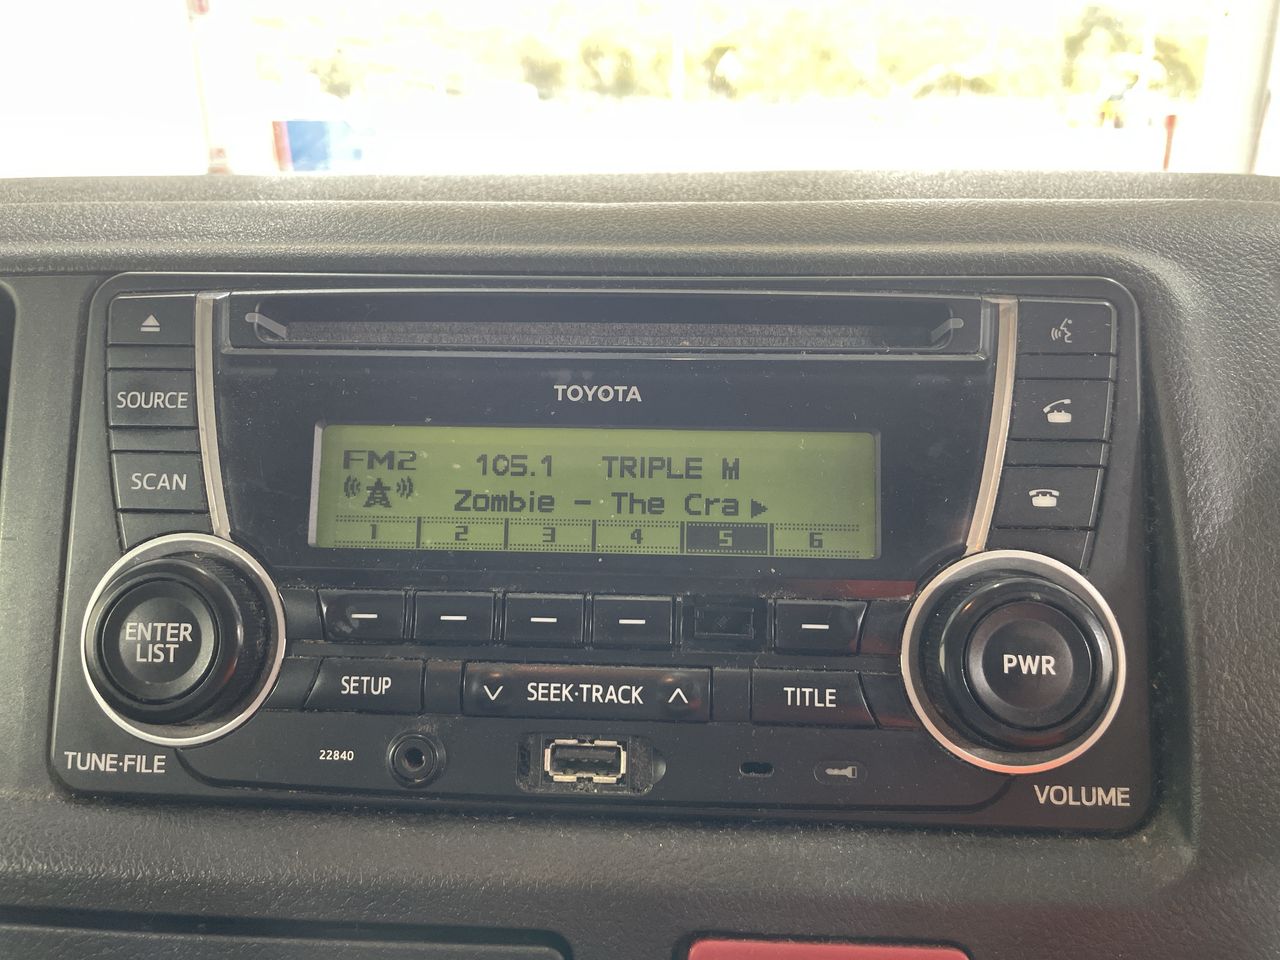 TOYOTA
SOURCE
SCAN
FM2 105.1 TRIPLE M
Zombie - The Cra
1 2 3 4 5 6
ENTER
LIST
PWR
SETUP
SEEK·TRACK
TITLE
22840
TUNE·FILE
VOLUME